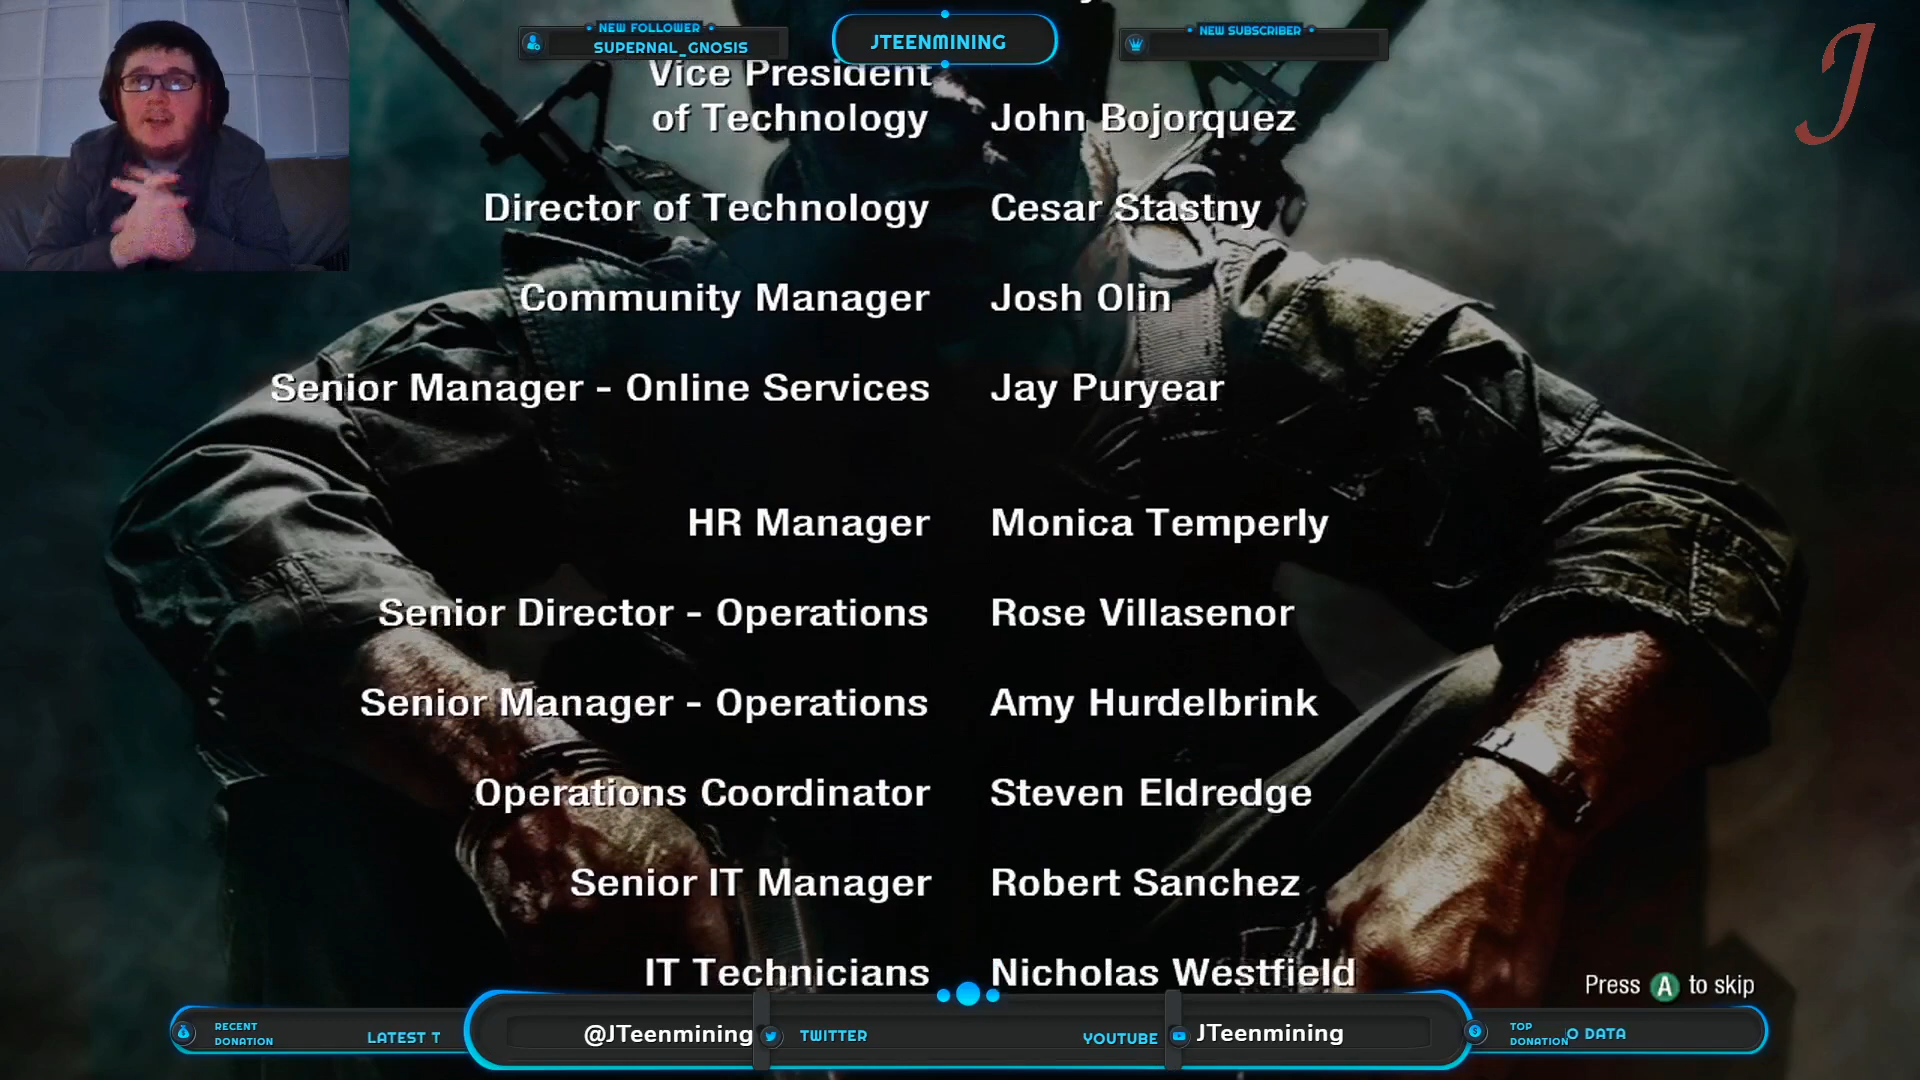 NEW FOLLOWER
SUPERNAL_GNOSIS
JTEENMINING
NEW SUBSCRIBER
J
Vice President
of Technology John Bojorquez
Director of Technology Cesar Stastny
Community Manager Josh Olin
Senior Manager - Online Services Jay Puryear
HR Manager Monica Temperly
Senior Director - Operations Rose Villasenor
Senior Manager - Operations Amy Hurdelbrink
Operations Coordinator Steven Eldredge
Senior IT Manager Robert Sanchez
IT Technicians Nicholas Westfield
Press A to skip
RECENT
DONATION
LATEST T
@JTeenmining
TWITTER
YOUTUBE
JTeenmining
TOP
DONATION
O DATA